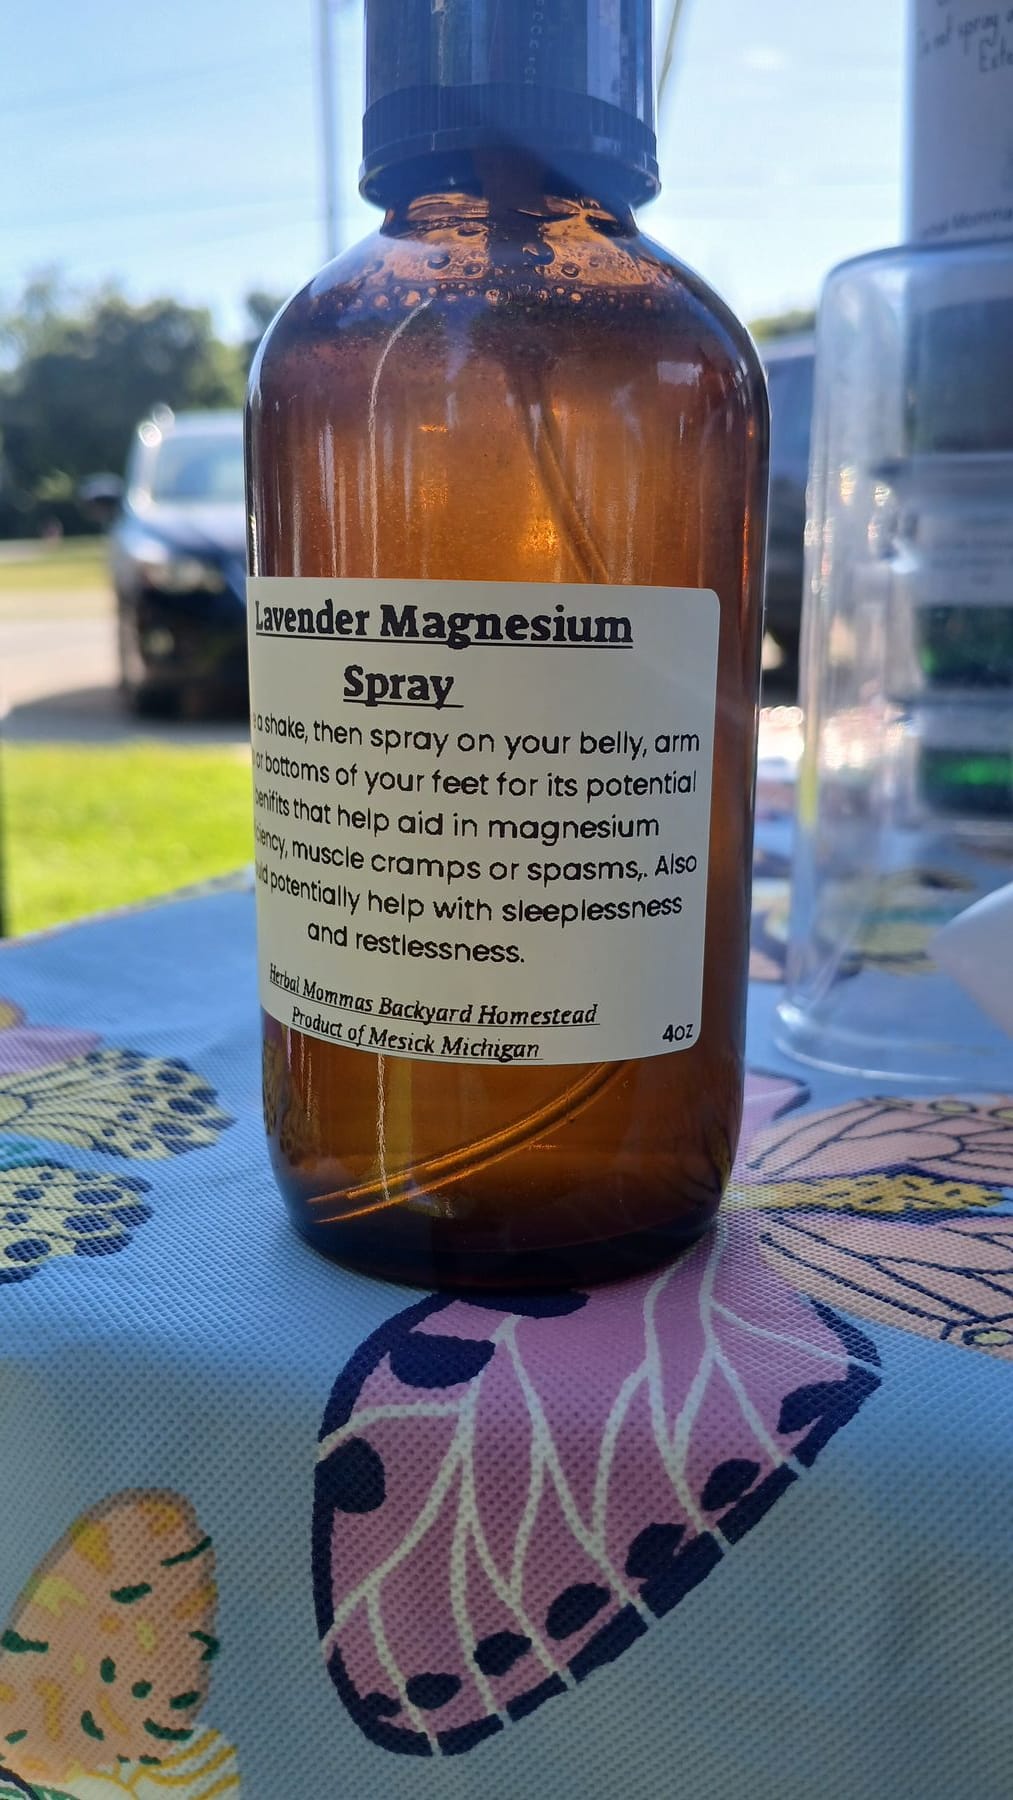 Lavender Magnesium
Spray
a shake, then spray on your belly, arm
or bottoms of your feet for its potential
benifits that help aid in magnesium
muscle cramps or spasms,. Also
potentially help with sleeplessness
and restlessness.
Herbal Mommas Backyard Homestead
Product of Mesick Michigan
4oz
spray